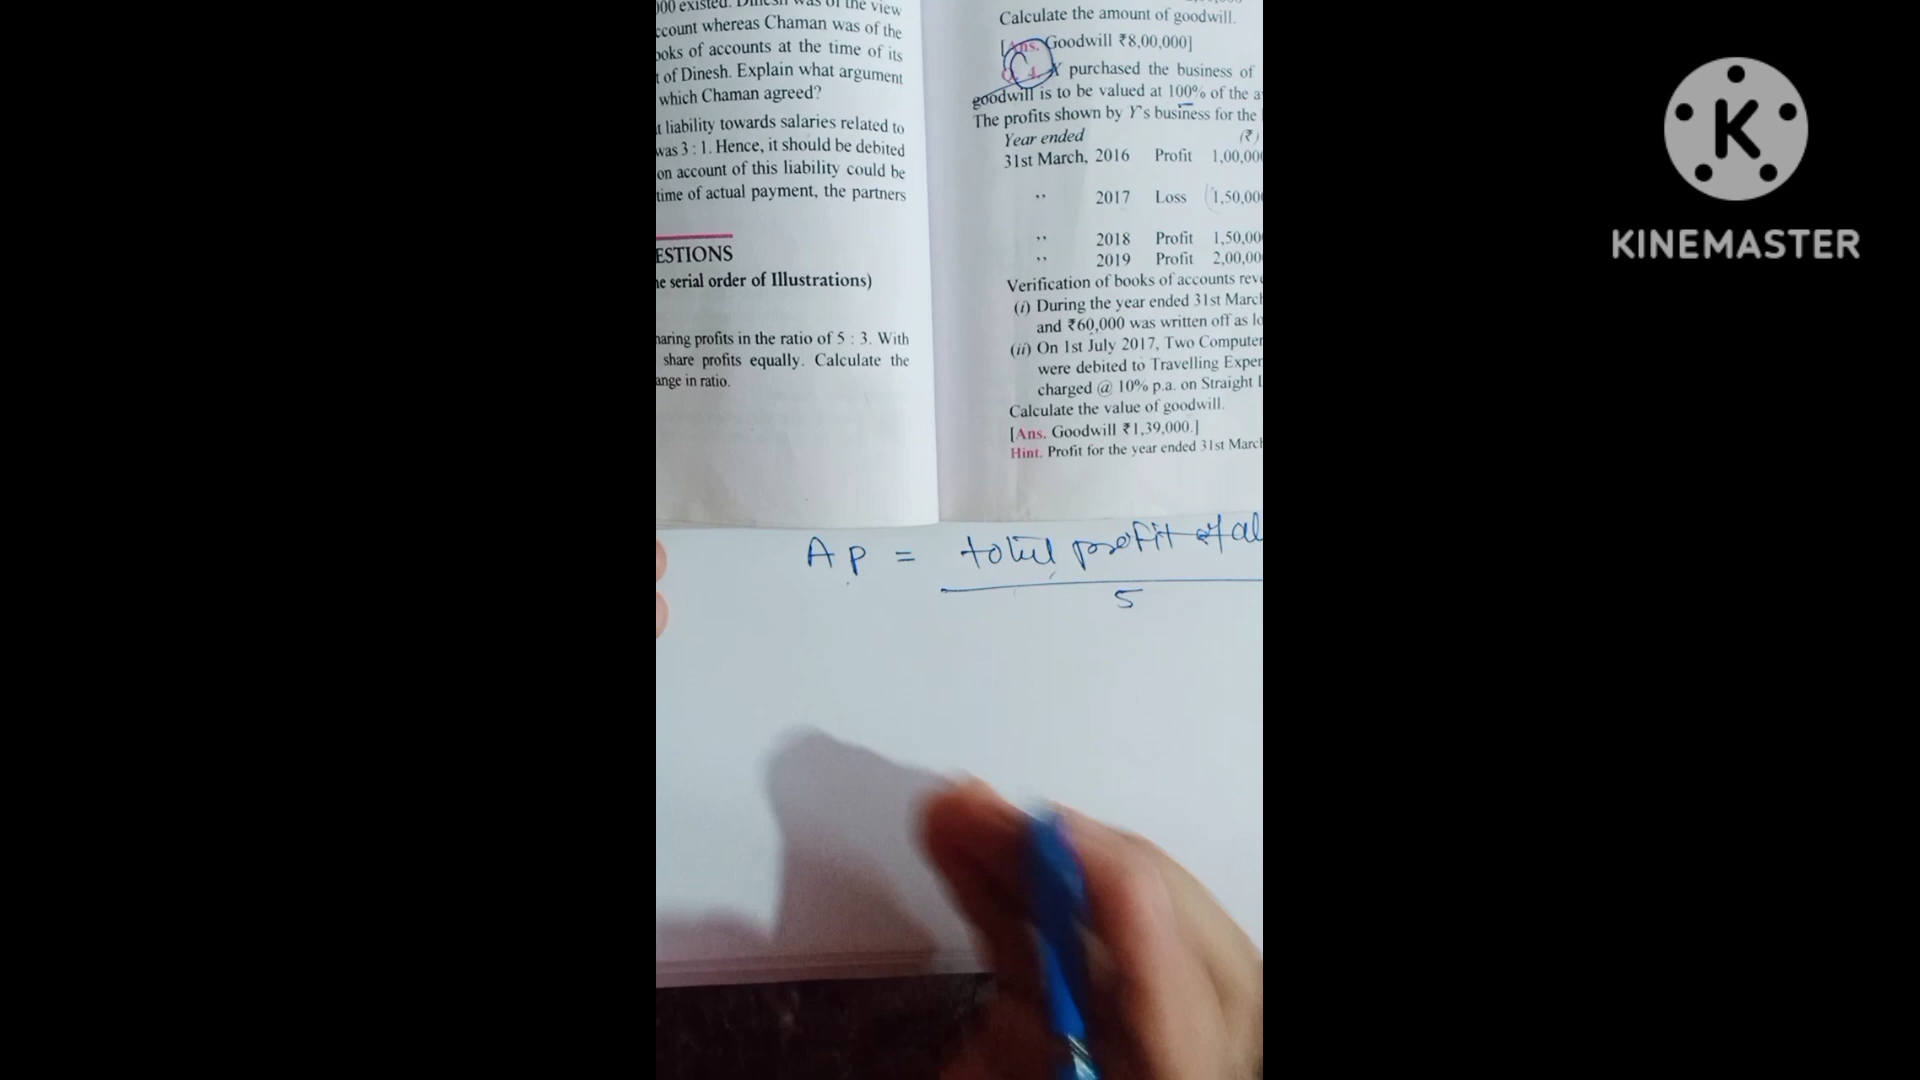 000 existed. Dinesh was of the view
ccount whereas Chaman was of the
ooks of accounts at the time of its
t of Dinesh. Explain what argument
which Chaman agreed?
t liability towards salaries related to
was 3 : 1. Hence, it should be debited
on account of this liability could be
time of actual payment, the partners
ESTIONS
he serial order of Illustrations)
haring profits in the ratio of 5 : 3. With
share profits equally. Calculate the
ange in ratio.
Calculate the amount of goodwill.
[Ans. Goodwill ₹8,00,000]
Q. 4. X purchased the business of
goodwill is to be valued at 100% of the a
The profits shown by Y's business for the
Year ended (₹)
31st March, 2016 Profit 1,00,000
,, 2017 Loss (1,50,00
,, 2018 Profit 1,50,00
,, 2019 Profit 2,00,00
Verification of books of accounts reve
(i) During the year ended 31st March
and ₹60,000 was written off as lo
(ii) On 1st July 2017, Two Computer
were debited to Travelling Exper
charged @ 10% p.a. on Straight L
Calculate the value of goodwill.
[Ans. Goodwill ₹1,39,000.]
Hint. Profit for the year ended 31st March
AP = total profit of al
5
K
KINEMASTER